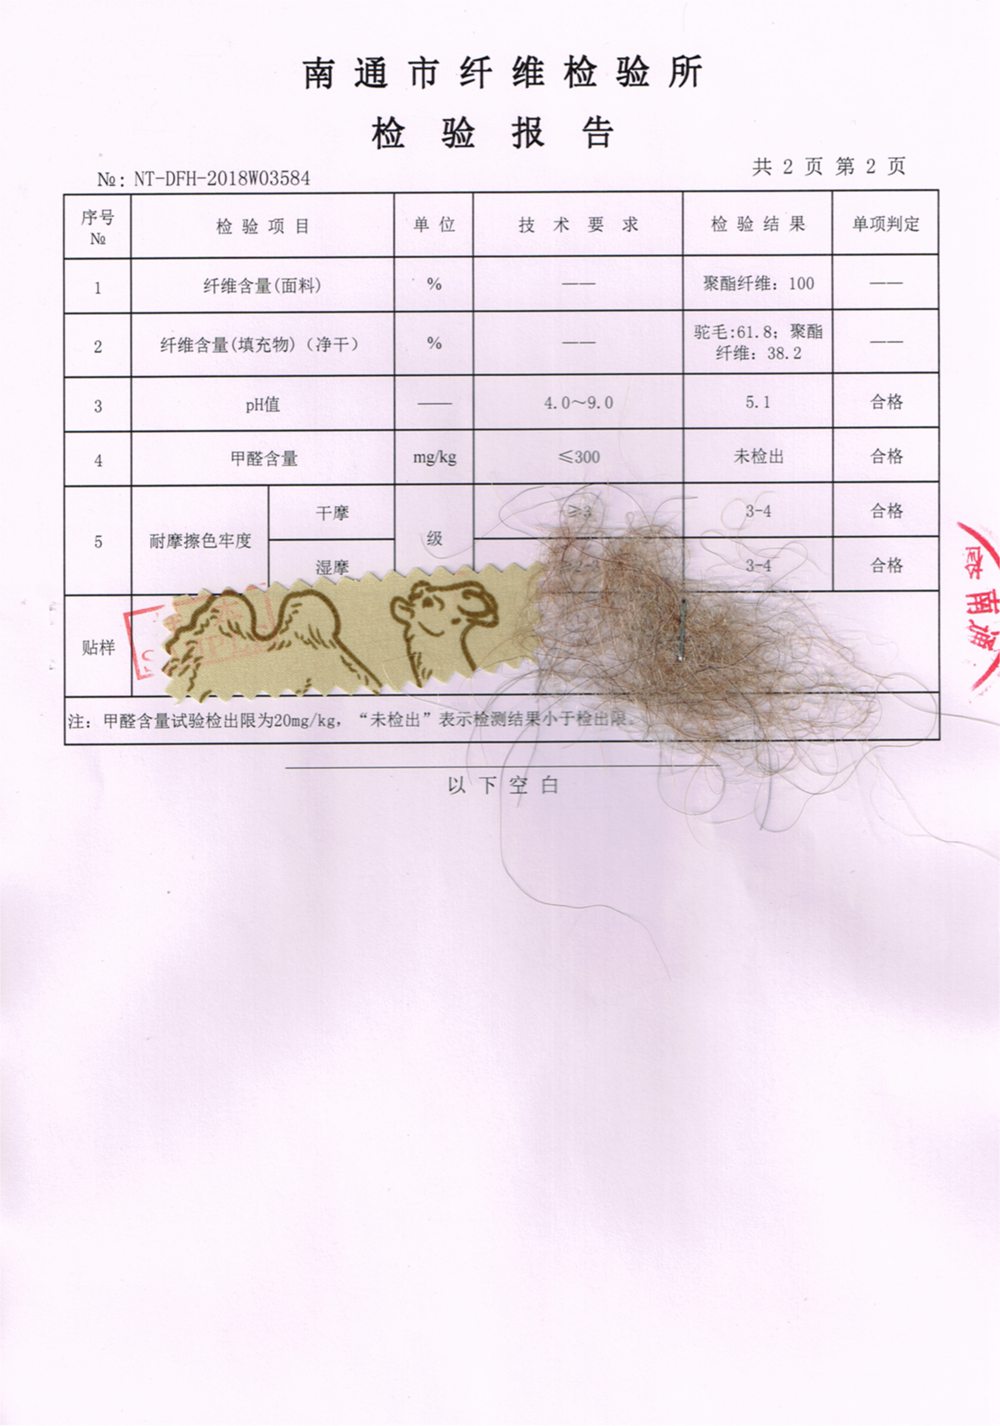 南通市纤维检验所
检验报告
共 2 页 第 2 页
№: NT-DFH-2018W03584
序号 № 检验项目 单位 技术要求 检验结果 单项判定
1 纤维含量(面料) % —— 聚酯纤维: 100 ——
2 纤维含量(填充物)（净干） % —— 驼毛:61.8; 聚酯纤维: 38.2 ——
3 pH值 —— 4.0~9.0 5.1 合格
4 甲醛含量 mg/kg ≤300 未检出 合格
5 耐摩擦色牢度 干摩 级 ≥3 3-4 合格
湿摩 3-4 合格
贴样
注: 甲醛含量试验检出限为20mg/kg, “未检出”表示检测结果小于检出限。
以下空白
南通